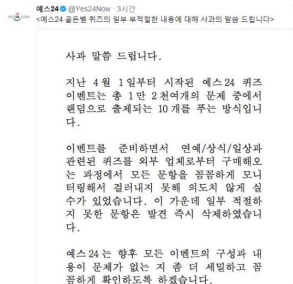 예스24 @Yes24Now · 3시간
<예스24 골든벨 퀴즈의 일부 부적절한 내용에 대해 사과의 말씀 드립니다>
사과 말씀 드립니다.
지난 4월 1일부터 시작된 예스24 퀴즈
이벤트는 총 1만 2천여개의 문제 중에서
랜덤으로 출제되는 10개를 푸는 방식입니
다.
이벤트를 준비하면서 연예/상식/일상과
관련된 퀴즈를 외부 업체로부터 구매해오
는 과정에서 모든 문항을 꼼꼼하게 모니
터링해서 걸러내지 못해 의도치 않게 실
수가 있었습니다. 이 가운데 일부 적절하
지 못한 문항은 발견 즉시 삭제하였습니
다.
예스24는 향후 모든 이벤트의 구성과 내
용이 문제가 없는 지 좀 더 세밀하고 꼼
꼼하게 확인하도록 하겠습니다.